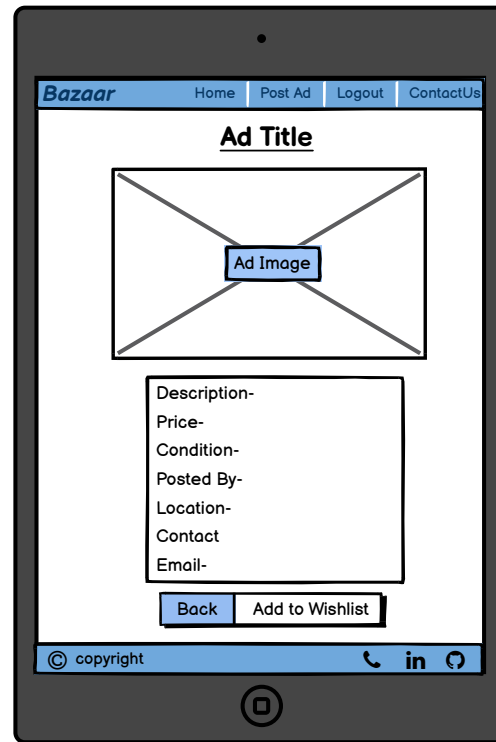 Bazaar Home Post Ad Logout ContactUs
Ad Title
Ad Image
Description-
Price-
Condition-
Posted By-
Location-
Contact
Email-
Back Add to Wishlist
© copyright in